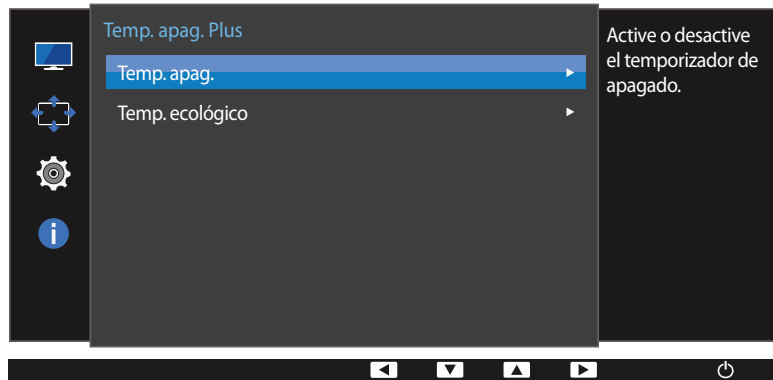 Temp. apag. Plus
Temp. apag.
Temp. ecológico
Active o desactive
el temporizador de
apagado.